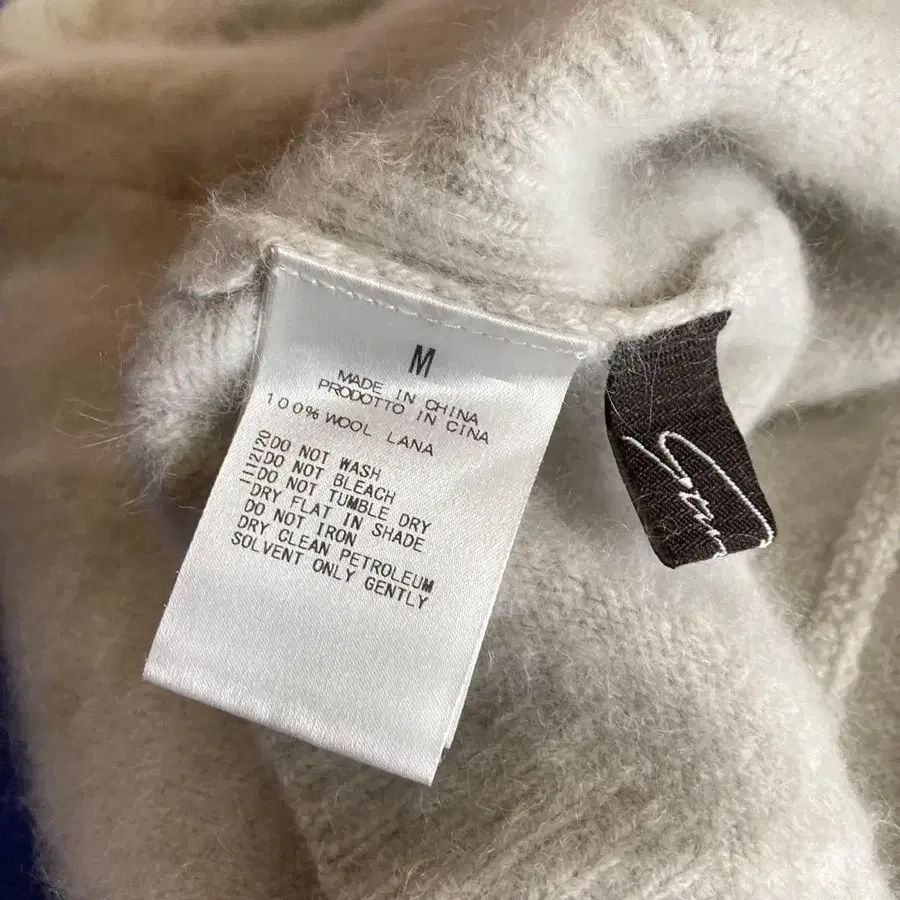 M
MADE IN CHINA
PRODOTTO IN CINA
100% WOOL LANA
DO NOT WASH
DO NOT BLEACH
DO NOT TUMBLE DRY
DRY FLAT IN SHADE
DO NOT IRON
DRY CLEAN PETROLEUM
SOLVENT ONLY GENTLY